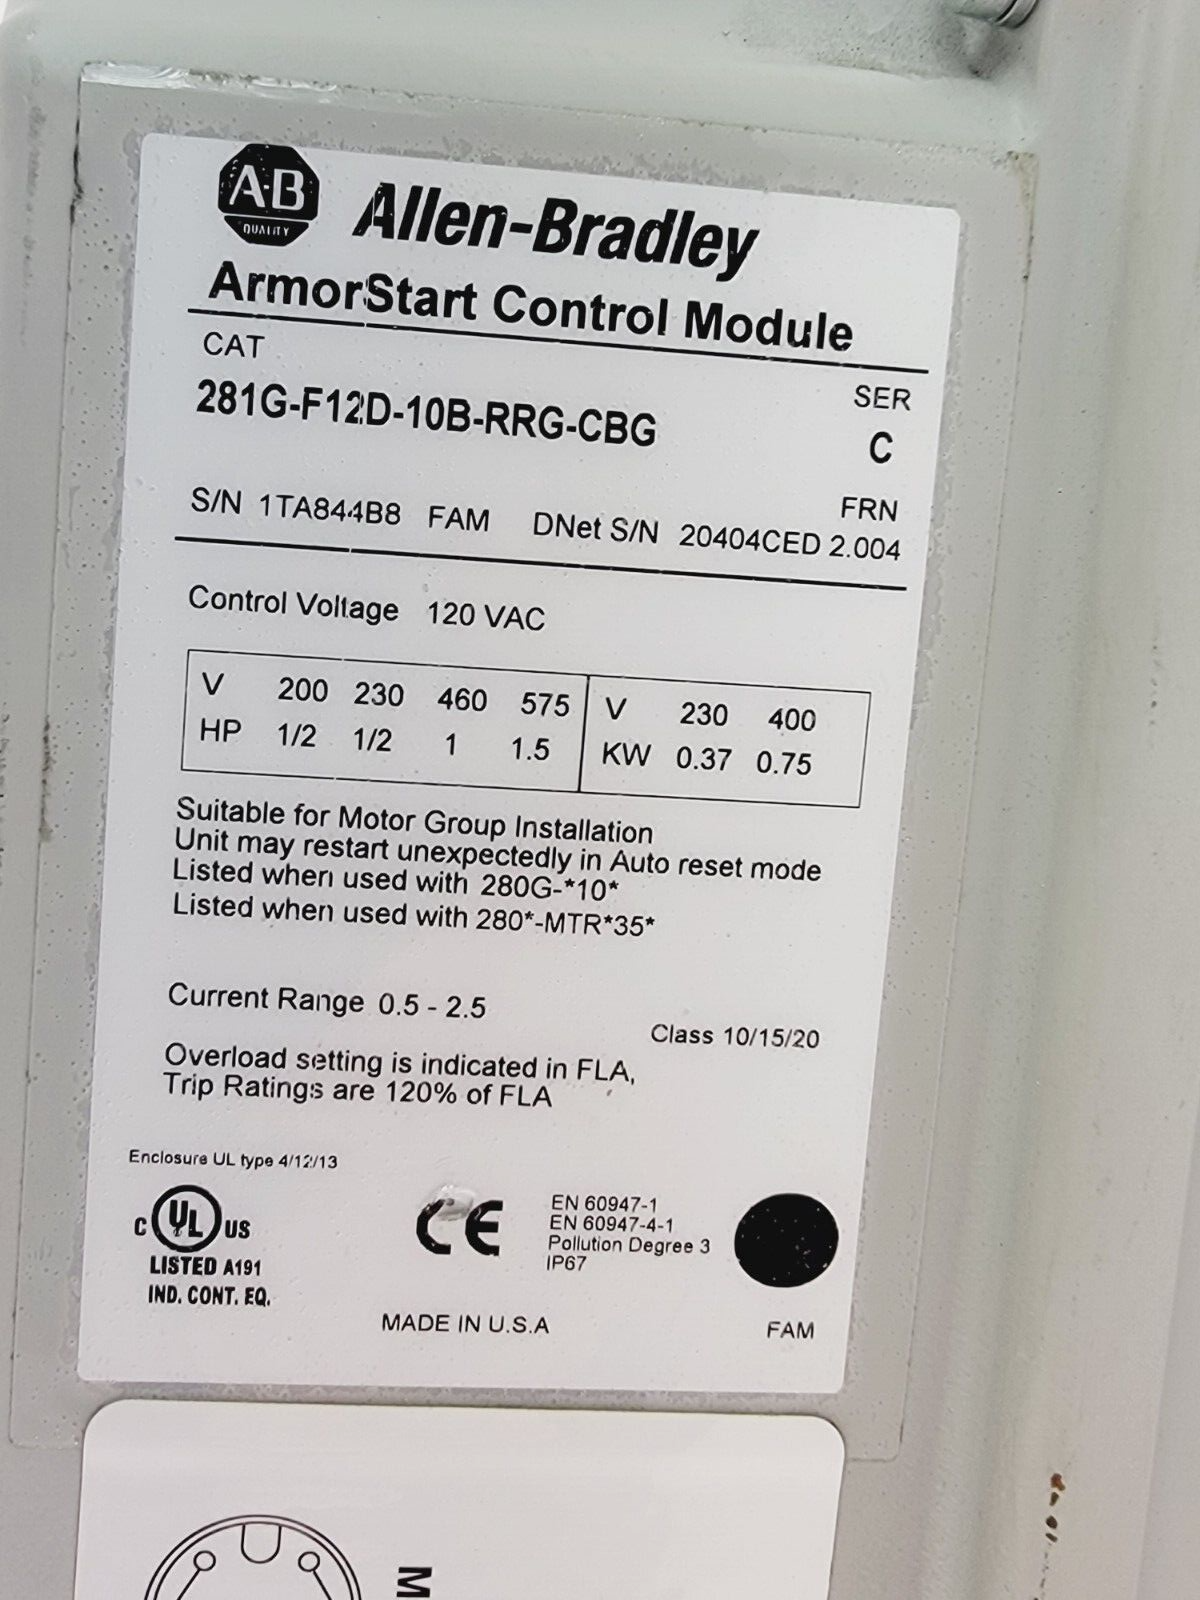 A-B
QUALITY
Allen-Bradley
ArmorStart Control Module
CAT
SER
281G-F12D-10B-RRG-CBG
C
FRN
S/N 1TA844B8 FAM DNet S/N 20404CED 2.004
Control Voltage 120 VAC
V 200 230 460 575 V 230 400
HP 1/2 1/2 1 1.5 KW 0.37 0.75
Suitable for Motor Group Installation
Unit may restart unexpectedly in Auto reset mode
Listed when used with 280G-*10*
Listed when used with 280*-MTR*35*
Current Range 0.5 - 2.5
Class 10/15/20
Overload setting is indicated in FLA,
Trip Ratings are 120% of FLA
Enclosure UL type 4/12/13
C UL US
LISTED A191
IND. CONT. EQ.
CE
EN 60947-1
EN 60947-4-1
Pollution Degree 3
IP67
MADE IN U.S.A
FAM
M